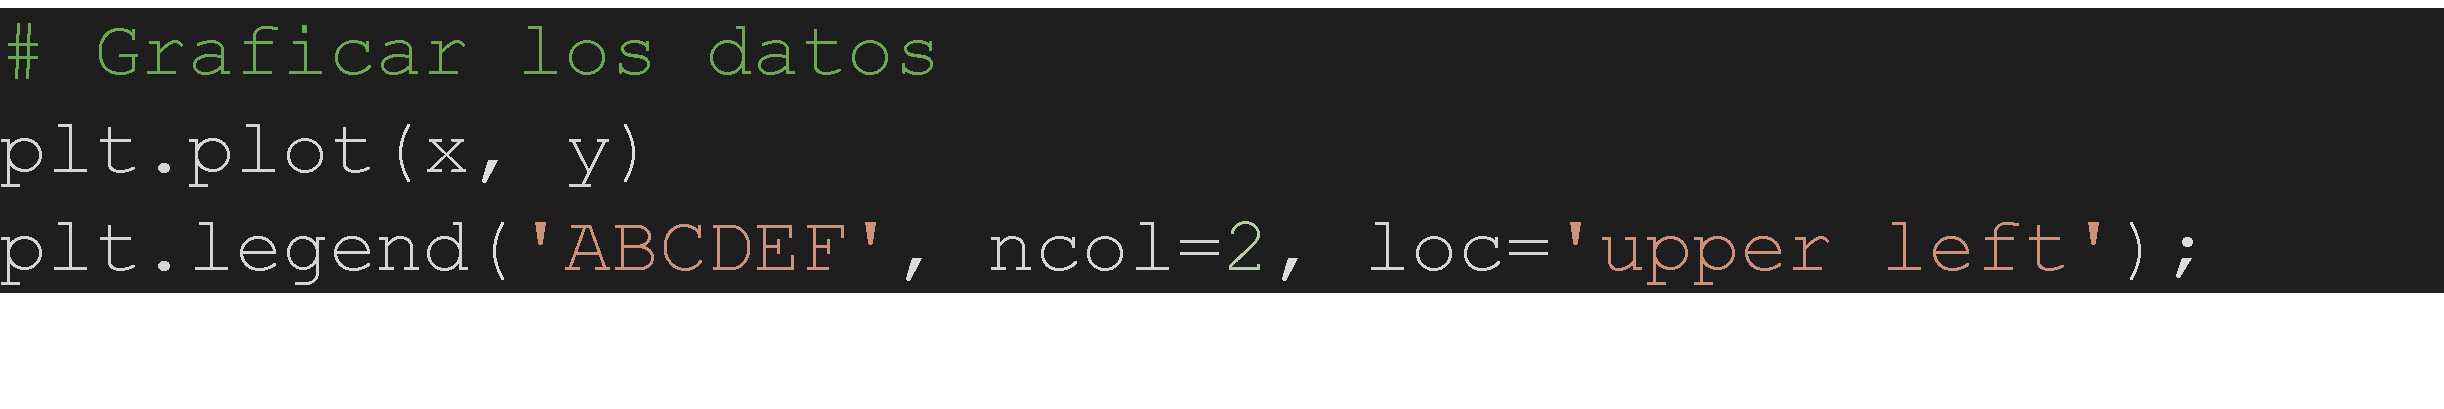 # Graficar los datos
plt.plot(x, y)
plt.legend('ABCDEF', ncol=2, loc='upper left');